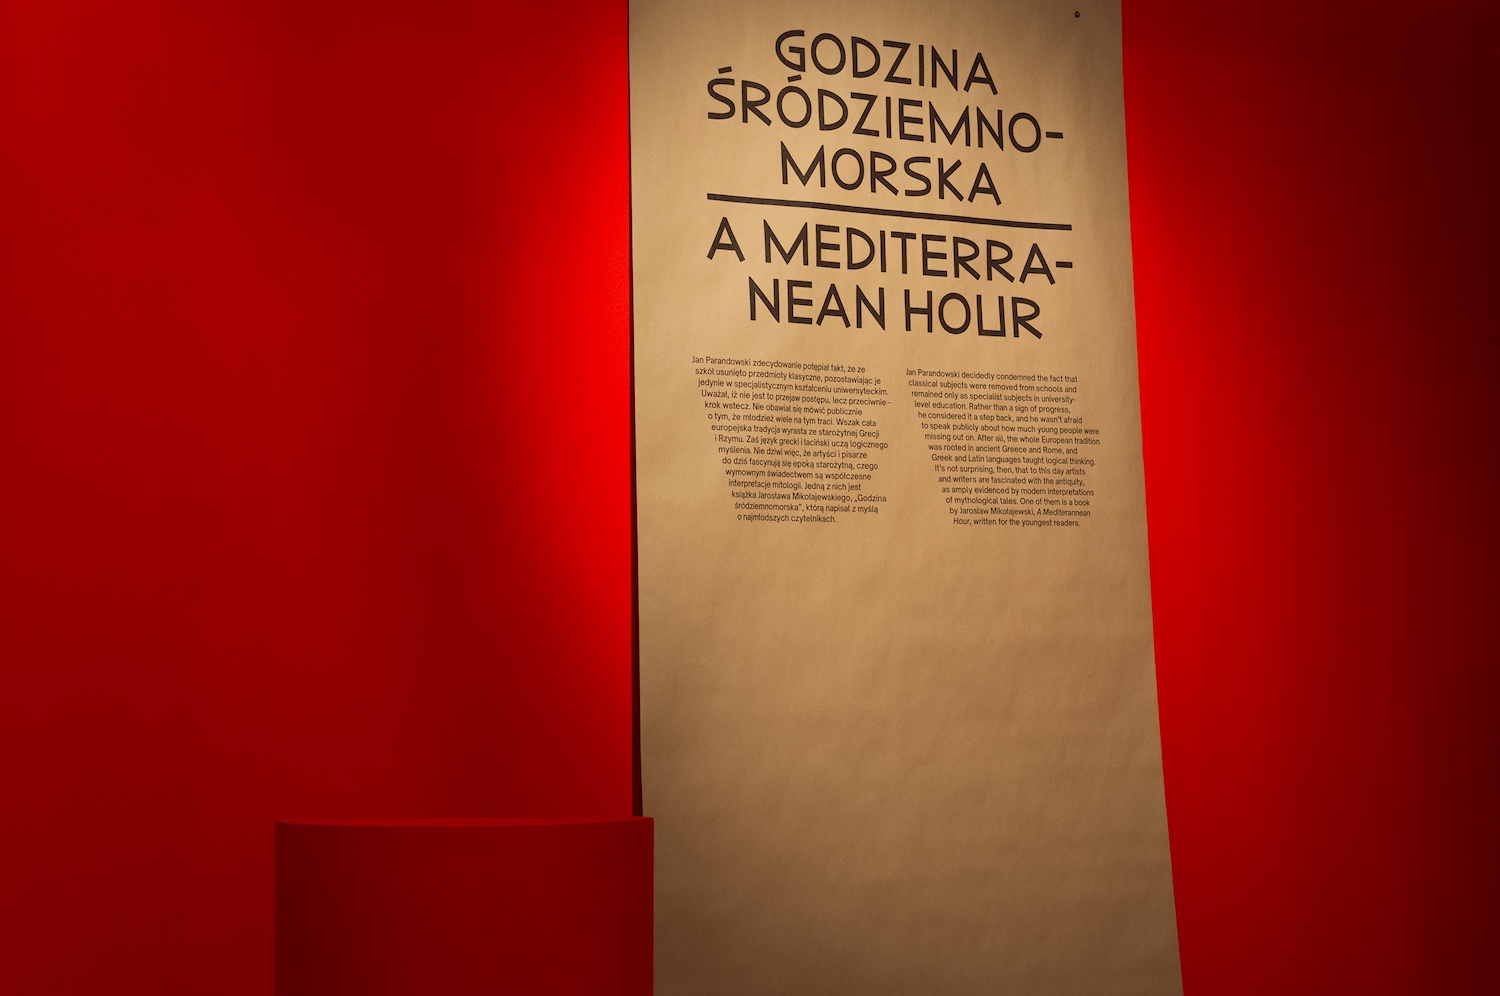 GODZINA
ŚRÓDZIEMNO-
MORSKA
A MEDITERRA-
NEAN HOUR
Jan Parandowski zdecydowanie potępiał fakt, że ze
szkół usunięto przedmioty klasyczne, pozostawiając je
jedynie w specjalistycznym kształceniu uniwersyteckim.
Uważał, iż nie jest to przejaw postępu, lecz przeciwnie –
krok wstecz. Nie obawiał się mówić publicznie
o tym, że młodzież wiele na tym traci. Wszak cała
europejska tradycja wyrasta ze starożytnej Grecji
i Rzymu. Zaś język grecki i łaciński uczą logicznego
myślenia. Nie dziwi więc, że artyści i pisarze
do dziś fascynują się epoką starożytną, czego
wymownym świadectwem są współczesne
interpretacje mitologii. Jedną z nich jest
książka Jarosława Mikołajewskiego, „Godzina
śródziemnomorska”, którą napisał z myślą
o najmłodszych czytelnikach.
Jan Parandowski decidedly condemned the fact that
classical subjects were removed from schools and
remained only as specialist subjects in university-
level education. Rather than a sign of progress,
he considered it a step back, and he wasn't afraid
to speak publicly about how much young people were
missing out on. After all, the whole European tradition
was rooted in ancient Greece and Rome, and
Greek and Latin languages taught logical thinking.
It's not surprising, then, that to this day artists
and writers are fascinated with the antiquity,
as amply evidenced by modern interpretations
of mythological tales. One of them is a book
by Jarosław Mikołajewski, A Mediterannean
Hour, written for the youngest readers.